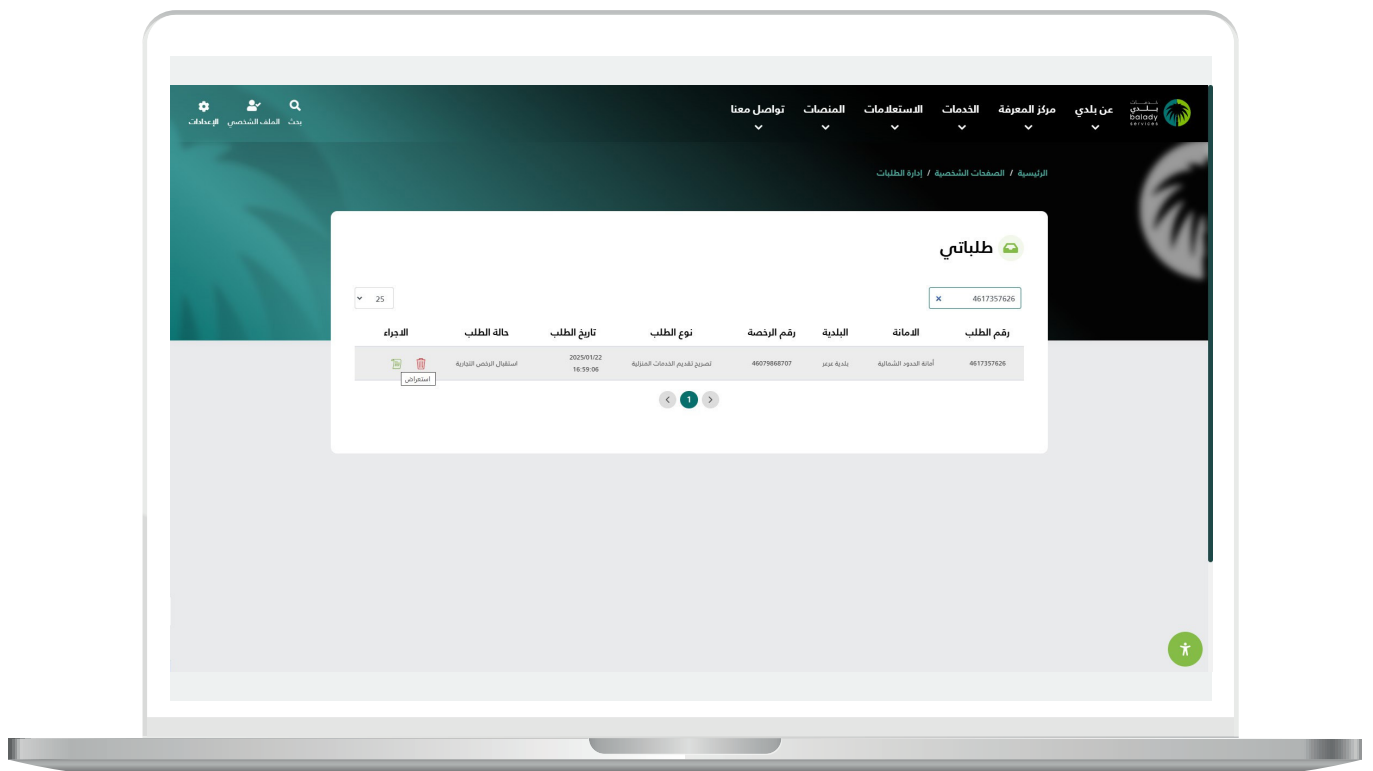 خدمات
بلدي
balady
services
عن بلدي
مركز المعرفة
الخدمات
الاستعلامات
المنصات
تواصل معنا
بحث
الملف الشخصي
الإعدادات
الرئيسية / الصفحات الشخصية / إدارة الطلبات
طلباتي
4617357626 x
25
رقم الطلب الامانة البلدية رقم الرخصة نوع الطلب تاريخ الطلب حالة الطلب الاجراء
4617357626 أمانة الحدود الشمالية بلدية عرعر 46079868707 تصريح تقديم الخدمات المنزلية 2025/01/22 16:59:06 استقبال الرخص التجارية
استعراض
1